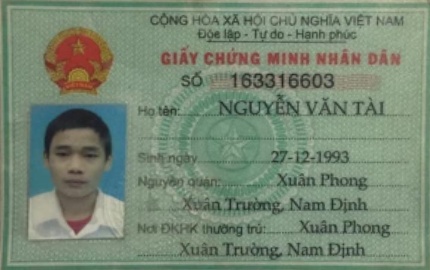 CỘNG HÒA XÃ HỘI CHỦ NGHĨA VIỆT NAM
Độc lập - Tự do - Hạnh phúc
GIẤY CHỨNG MINH NHÂN DÂN
SỐ 163316603
Họ tên: NGUYỄN VĂN TÀI
Sinh ngày 27-12-1993
Nguyên quán: Xuân Phong
Xuân Trường, Nam Định
Nơi ĐKHK thường trú: Xuân Phong
Xuân Trường, Nam Định